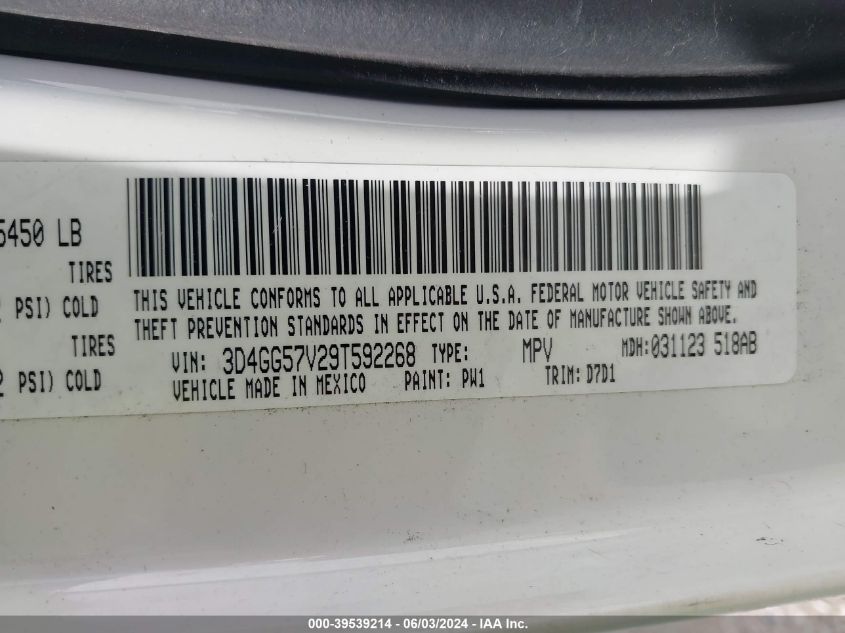 5450 LB
TIRES
PSI) COLD
TIRES
PSI) COLD
THIS VEHICLE CONFORMS TO ALL APPLICABLE U.S.A. FEDERAL MOTOR VEHICLE SAFETY AND
THEFT PREVENTION STANDARDS IN EFFECT ON THE DATE OF MANUFACTURE SHOWN ABOVE.
VIN: 3D4GG57V29T592268 TYPE: MPV MDH:031123 518AB
VEHICLE MADE IN MEXICO PAINT: PW1 TRIM: D7D1
000-39539214 - 06/03/2024 - IAA Inc.